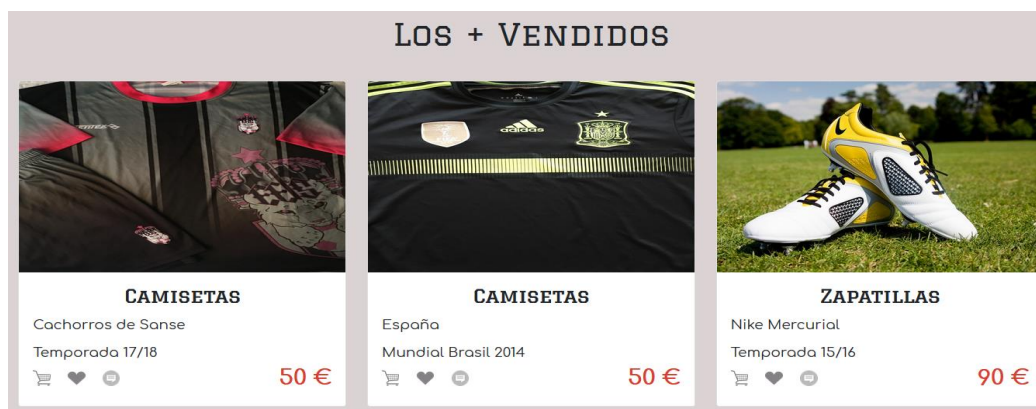 Los + Vendidos
adidas
Camisetas
Cachorros de Sanse
Temporada 17/18
50 €
Camisetas
España
Mundial Brasil 2014
50 €
Zapatillas
Nike Mercurial
Temporada 15/16
90 €